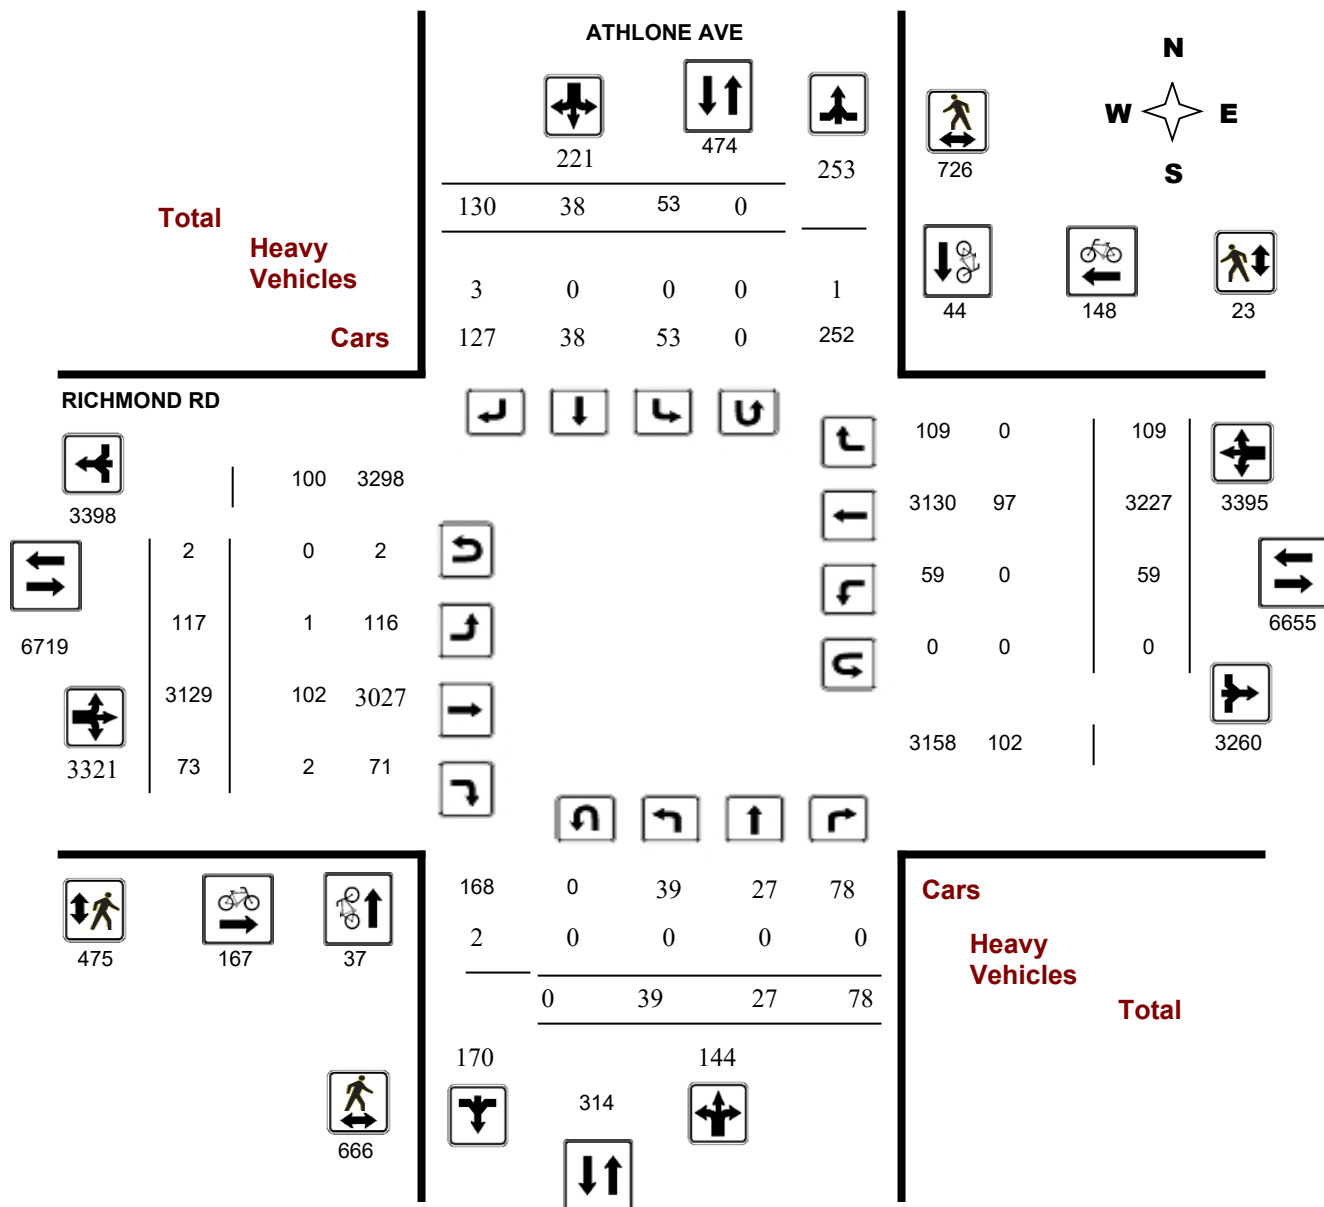 ATHLONE AVE
N
W E
S
221
474
253
726
130 38 53 0
Total
Heavy
Vehicles
3 0 0 0 1
44 148 23
Cars
127 38 53 0 252
RICHMOND RD
109 0 109
100 3298
3398
3130 97 3227 3395
2 0 2
59 0 59
117 1 116
6719
6655
0 0 0
3129 102 3027
3321
73 2 71
3158 102 3260
168 0 39 27 78
Cars
475 167 37
2 0 0 0 0
Heavy
Vehicles
0 39 27 78
Total
170 144
314
666